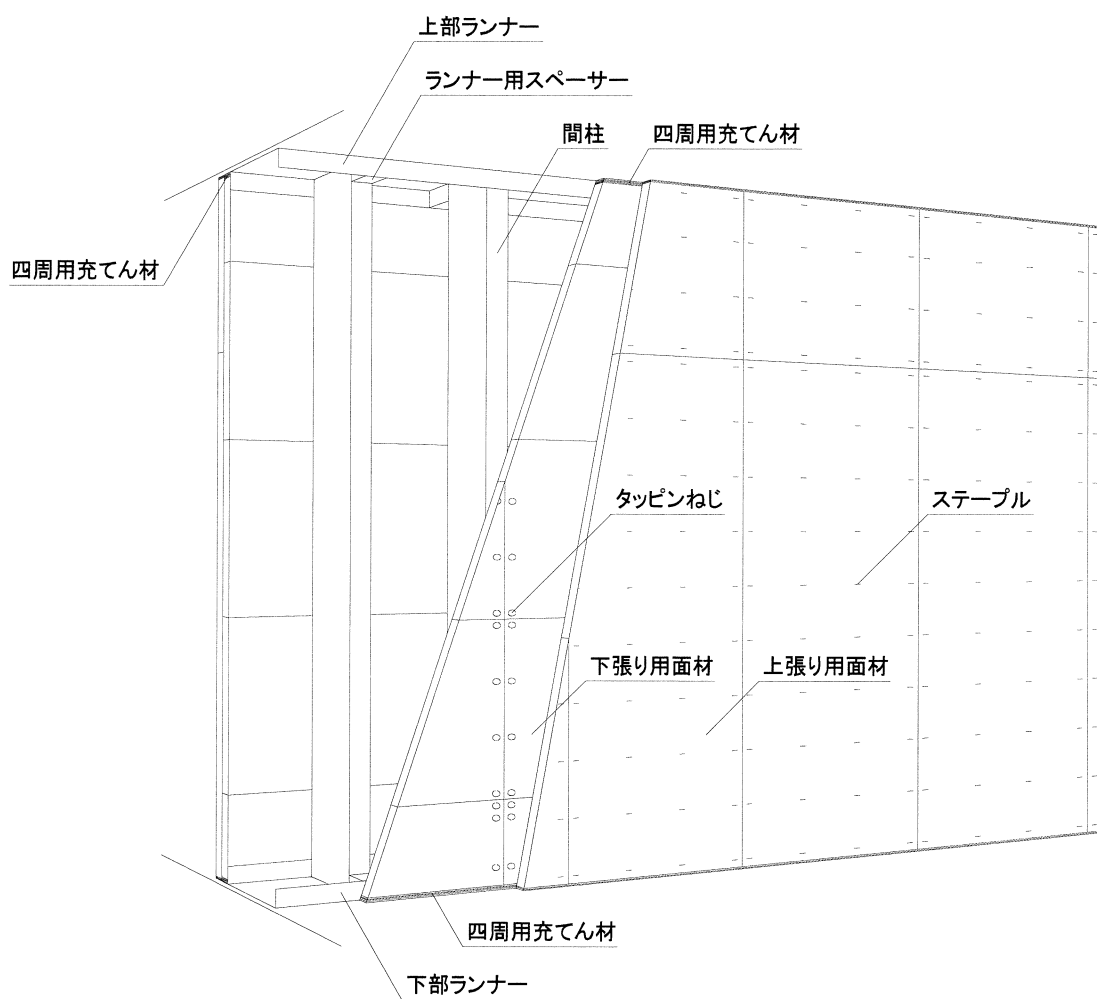 上部ランナー
ランナー用スペーサー
間柱
四周用充てん材
四周用充てん材
タッピンねじ
ステープル
下張り用面材
上張り用面材
四周用充てん材
下部ランナー